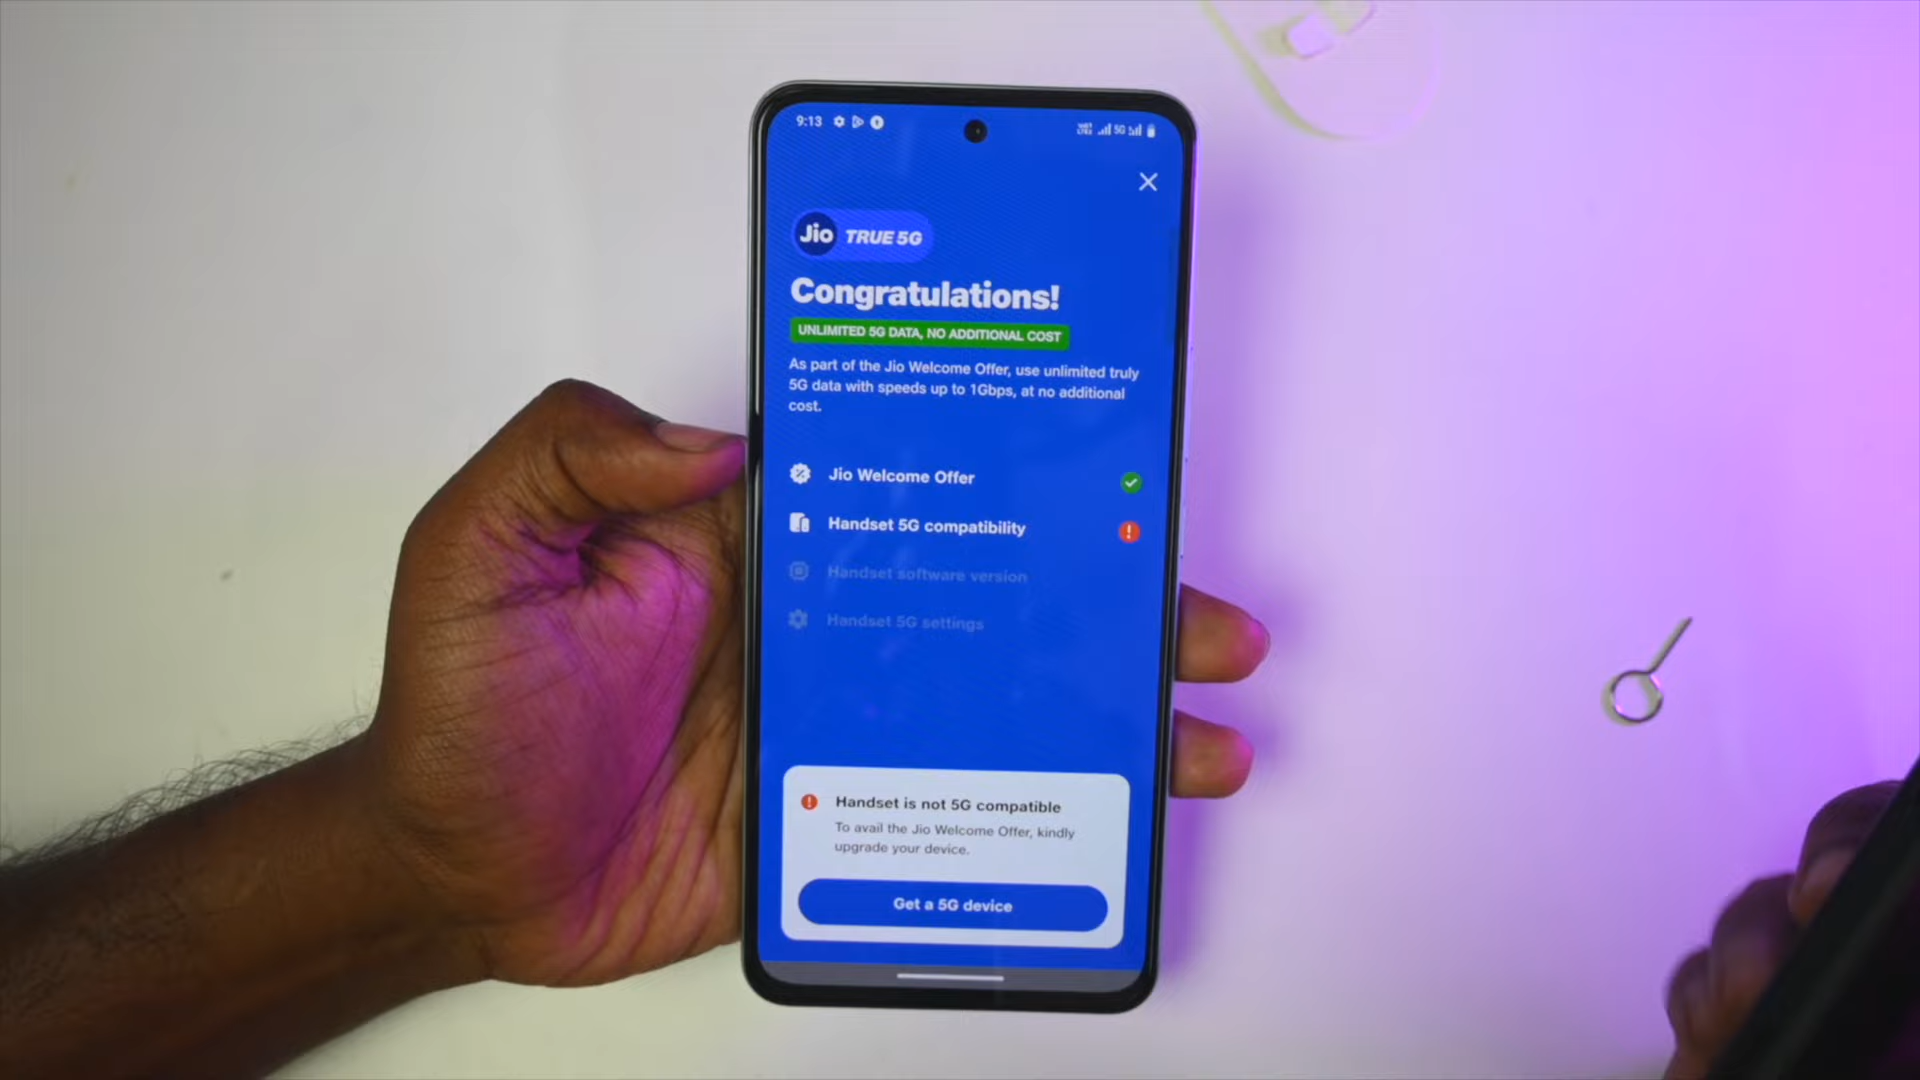 9:13
5G
Jio TRUE 5G
Congratulations!
UNLIMITED 5G DATA, NO ADDITIONAL COST
As part of the Jio Welcome Offer, use unlimited truly
5G data with speeds up to 1Gbps, at no additional
cost.
Jio Welcome Offer
Handset 5G compatibility
Handset software version
Handset 5G settings
Handset is not 5G compatible
To avail the Jio Welcome Offer, kindly
upgrade your device.
Get a 5G device